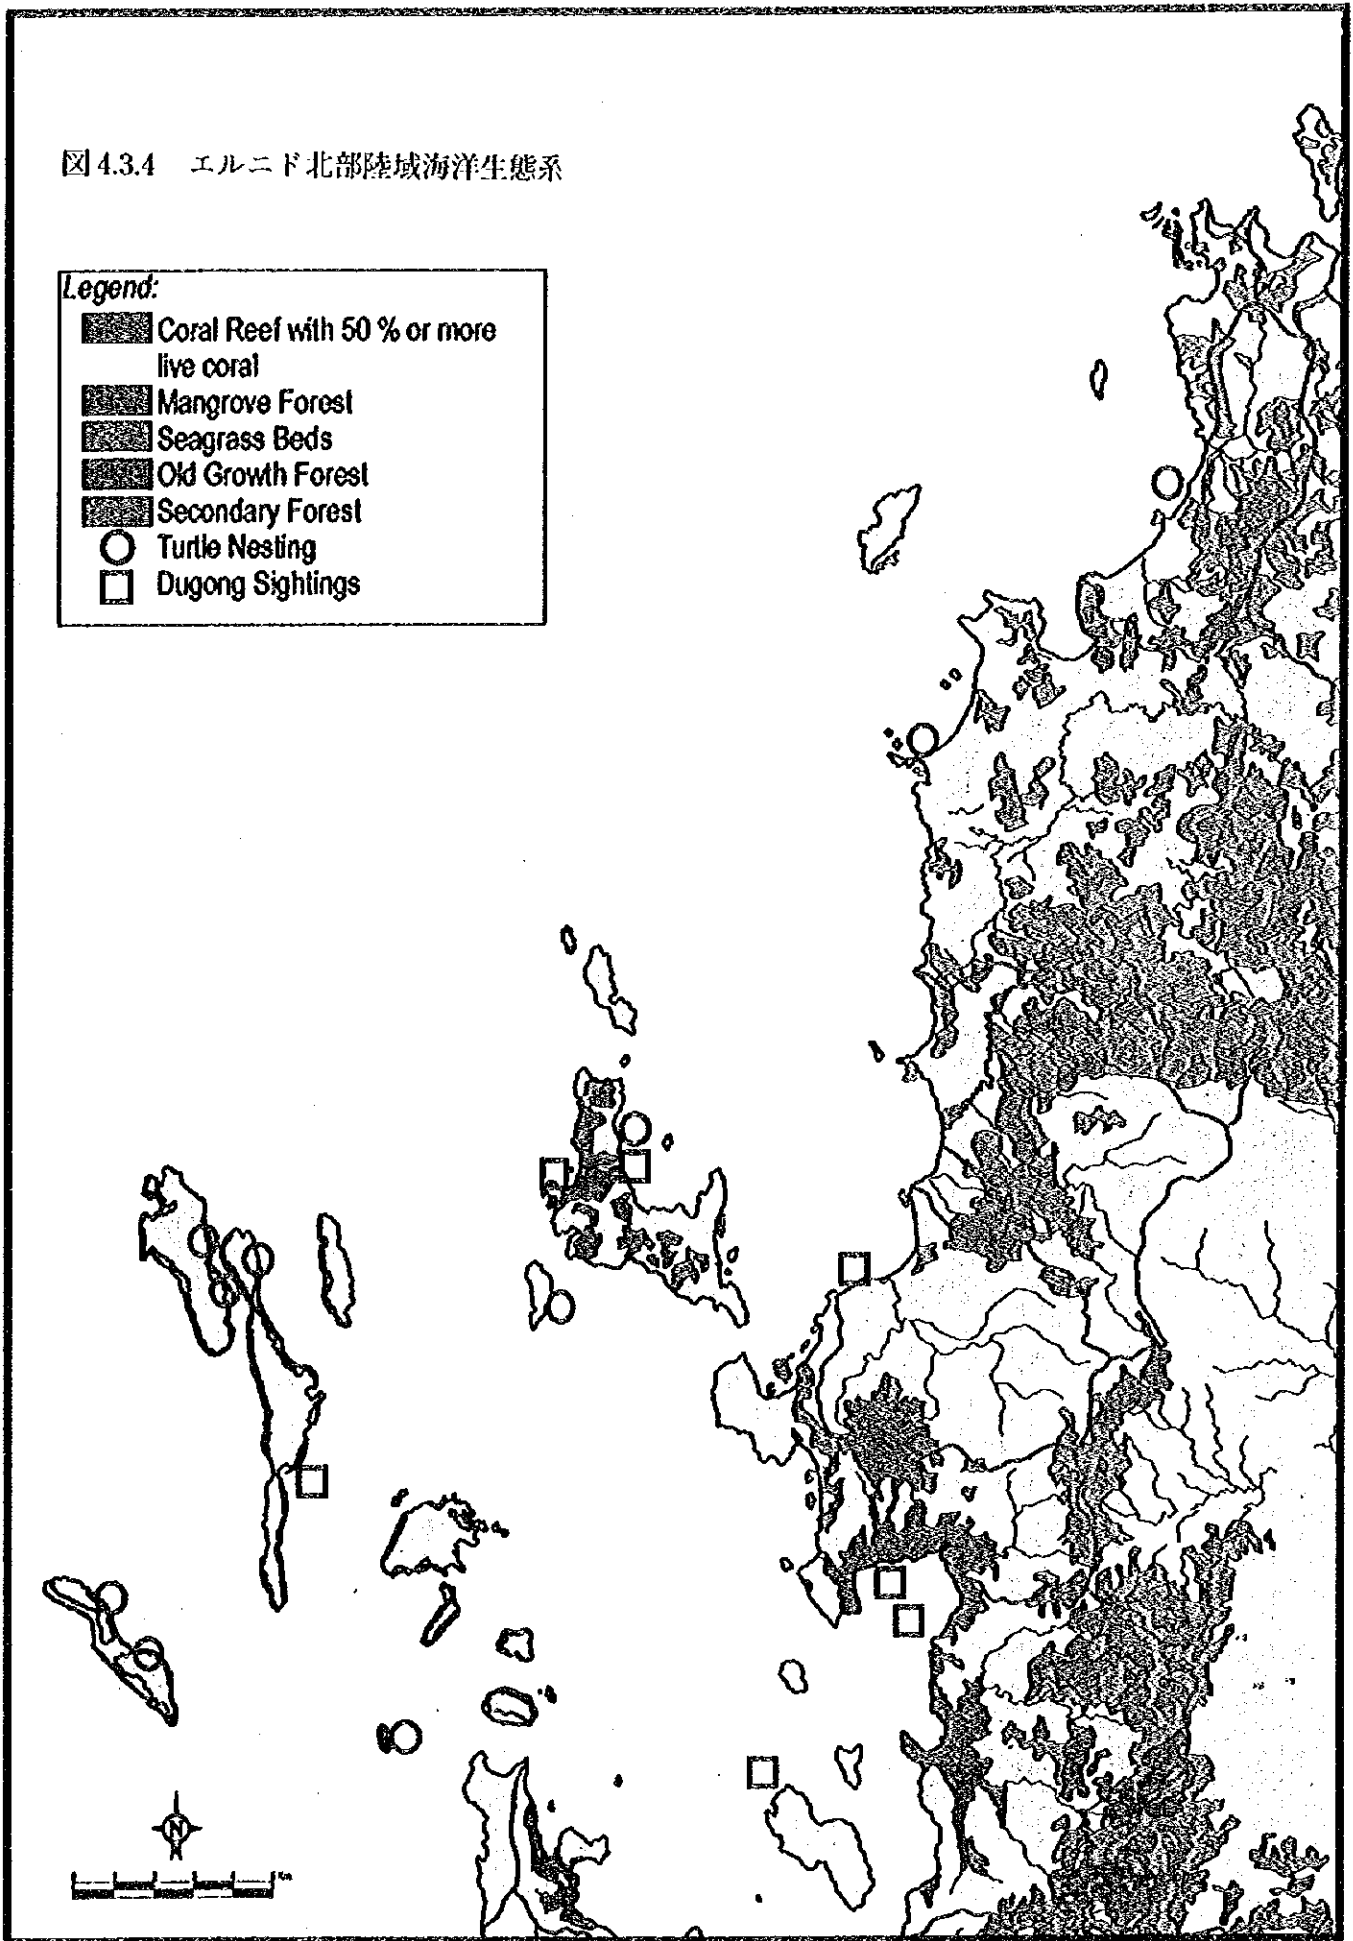 図 4.3.4 エルニド北部陸域海洋生態系
Legend:
Coral Reef with 50 % or more
live coral
Mangrove Forest
Seagrass Beds
Old Growth Forest
Secondary Forest
Turtle Nesting
Dugong Sightings
N